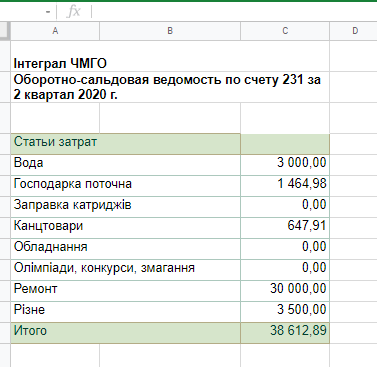 fx
A B C D
Інтеграл ЧМГО
Оборотно-сальдовая ведомость по счету 231 за
2 квартал 2020 г.
Статьи затрат
Вода 3 000,00
Господарка поточна 1 464,98
Заправка катриджів 0,00
Канцтовари 647,91
Обладнання 0,00
Олімпіади, конкурси, змагання 0,00
Ремонт 30 000,00
Різне 3 500,00
Итого 38 612,89